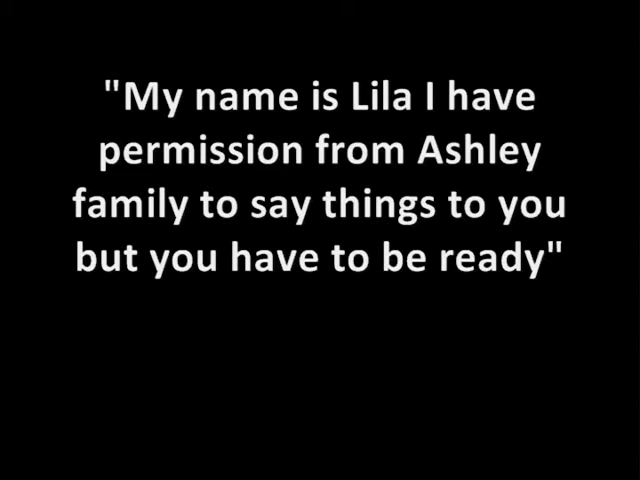 "My name is Lila I have
permission from Ashley
family to say things to you
but you have to be ready"